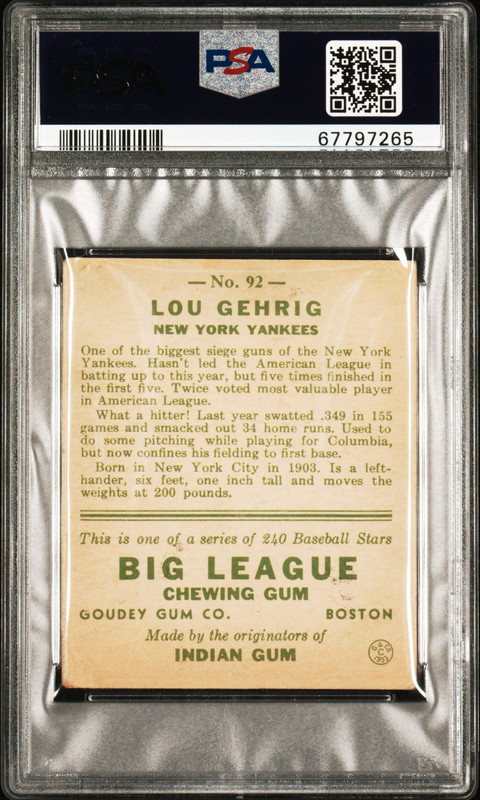 PSA
PSA
67797265
— No. 92 —
LOU GEHRIG
NEW YORK YANKEES
One of the biggest siege guns of the New York
Yankees. Hasn't led the American League in
batting up to this year, but five times finished in
the first five. Twice voted most valuable player
in American League.
What a hitter! Last year swatted .349 in 155
games and smacked out 34 home runs. Used to
do some pitching while playing for Columbia,
but now confines his fielding to first base.
Born in New York City in 1903. Is a left-
hander, six feet, one inch tall and moves the
weights at 200 pounds.
This is one of a series of 240 Baseball Stars
BIG LEAGUE
CHEWING GUM
GOUDEY GUM CO. BOSTON
Made by the originators of
INDIAN GUM